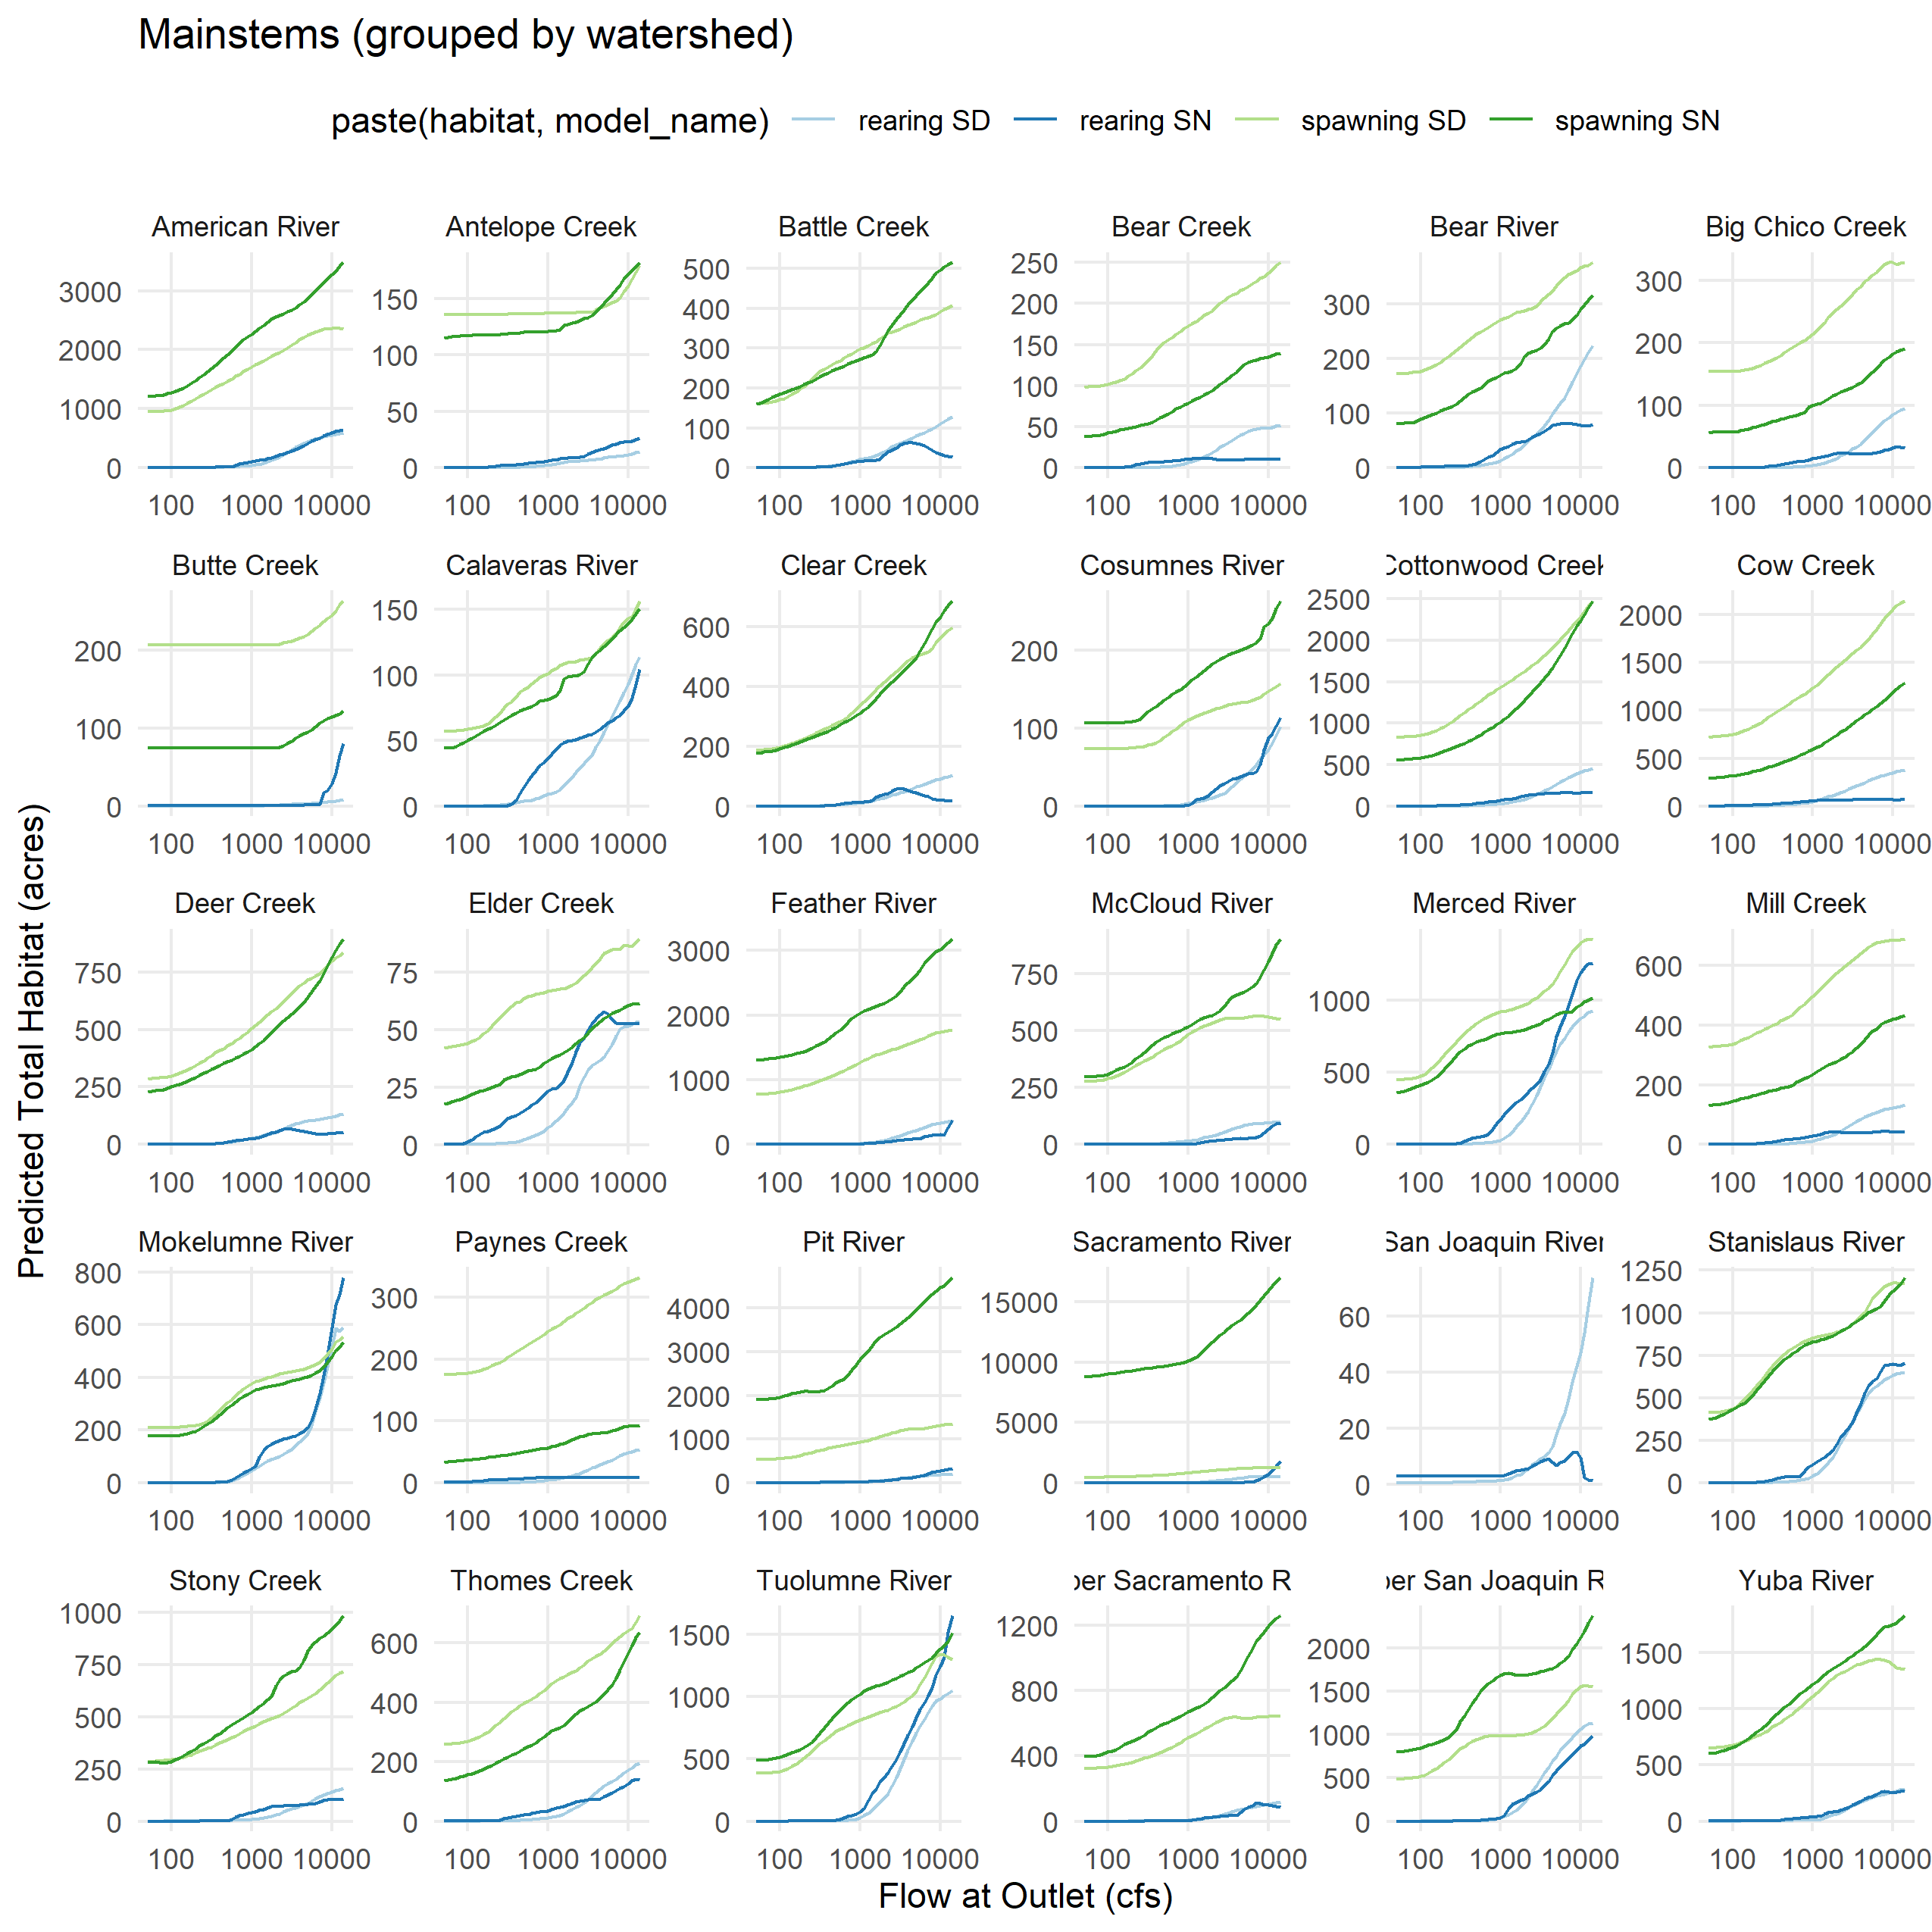 Mainstems (grouped by watershed)
paste(habitat, model_name) rearing SD rearing SN spawning SD spawning SN
Predicted Total Habitat (acres)
American River Antelope Creek Battle Creek Bear Creek Bear River Big Chico Creek
3000 2000 1000 0
150 100 50 0
500 400 300 200 100 0
250 200 150 100 50 0
300 200 100 0
300 200 100 0
100 1000 10000 100 1000 10000 100 1000 10000 100 1000 10000 100 1000 10000 100 1000 10000
Butte Creek Calaveras River Clear Creek Cosumnes River Cottonwood Creek Cow Creek
200 100 0
150 100 50 0
600 400 200 0
200 100 0
2500 2000 1500 1000 500 0
2000 1500 1000 500 0
100 1000 10000 100 1000 10000 100 1000 10000 100 1000 10000 100 1000 10000 100 1000 10000
Deer Creek Elder Creek Feather River McCloud River Merced River Mill Creek
750 500 250 0
75 50 25 0
3000 2000 1000 0
750 500 250 0
1000 500 0
600 400 200 0
100 1000 10000 100 1000 10000 100 1000 10000 100 1000 10000 100 1000 10000 100 1000 10000
Mokelumne River Paynes Creek Pit River Sacramento River San Joaquin River Stanislaus River
800 600 400 200 0
300 200 100 0
4000 3000 2000 1000 0
15000 10000 5000 0
60 40 20 0
1250 1000 750 500 250 0
100 1000 10000 100 1000 10000 100 1000 10000 100 1000 10000 100 1000 10000 100 1000 10000
Stony Creek Thomes Creek Tuolumne River per Sacramento R per San Joaquin R Yuba River
1000 750 500 250 0
600 400 200 0
1500 1000 500 0
1200 800 400 0
2000 1500 1000 500 0
1500 1000 500 0
100 1000 10000 100 1000 10000 100 1000 10000 100 1000 10000 100 1000 10000 100 1000 10000
Flow at Outlet (cfs)